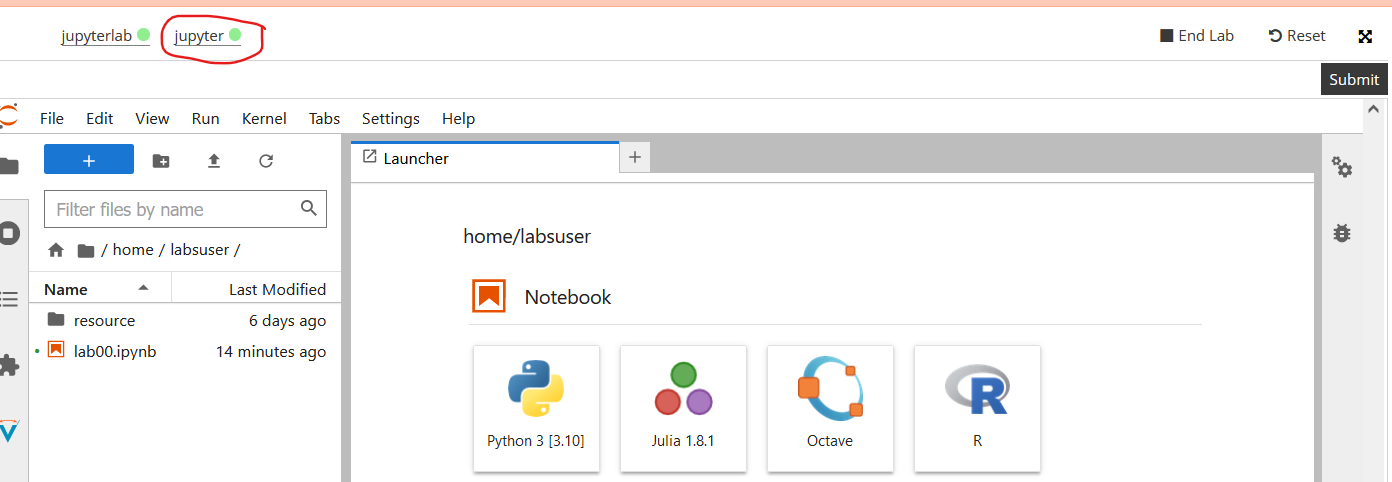 jupyterlab jupyter End Lab Reset
Submit
File Edit View Run Kernel Tabs Settings Help
+ Launcher +
Filter files by name
/ home / labsuser /
home/labsuser
Name Last Modified
Notebook
resource 6 days ago
lab00.ipynb 14 minutes ago
Python 3 [3.10] Julia 1.8.1 Octave R